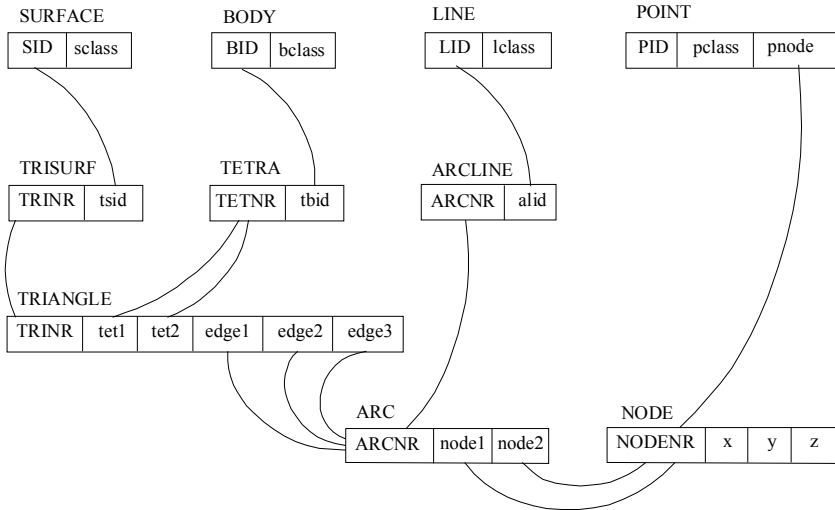 SURFACE BODY LINE POINT
SID sclass BID bclass LID lclass PID pclass pnode
TRISURF TETRA ARCLINE
TRINR tsid TETNR tbid ARCNR alid
TRIANGLE
TRINR tet1 tet2 edge1 edge2 edge3
ARC NODE
ARCNR node1 node2 NODENR x y z